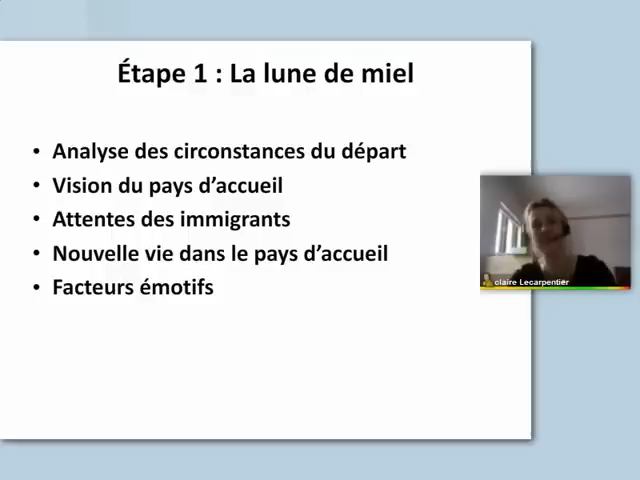 Étape 1 : La lune de miel
• Analyse des circonstances du départ
• Vision du pays d’accueil
• Attentes des immigrants
• Nouvelle vie dans le pays d’accueil
• Facteurs émotifs
claire Lecarpentier